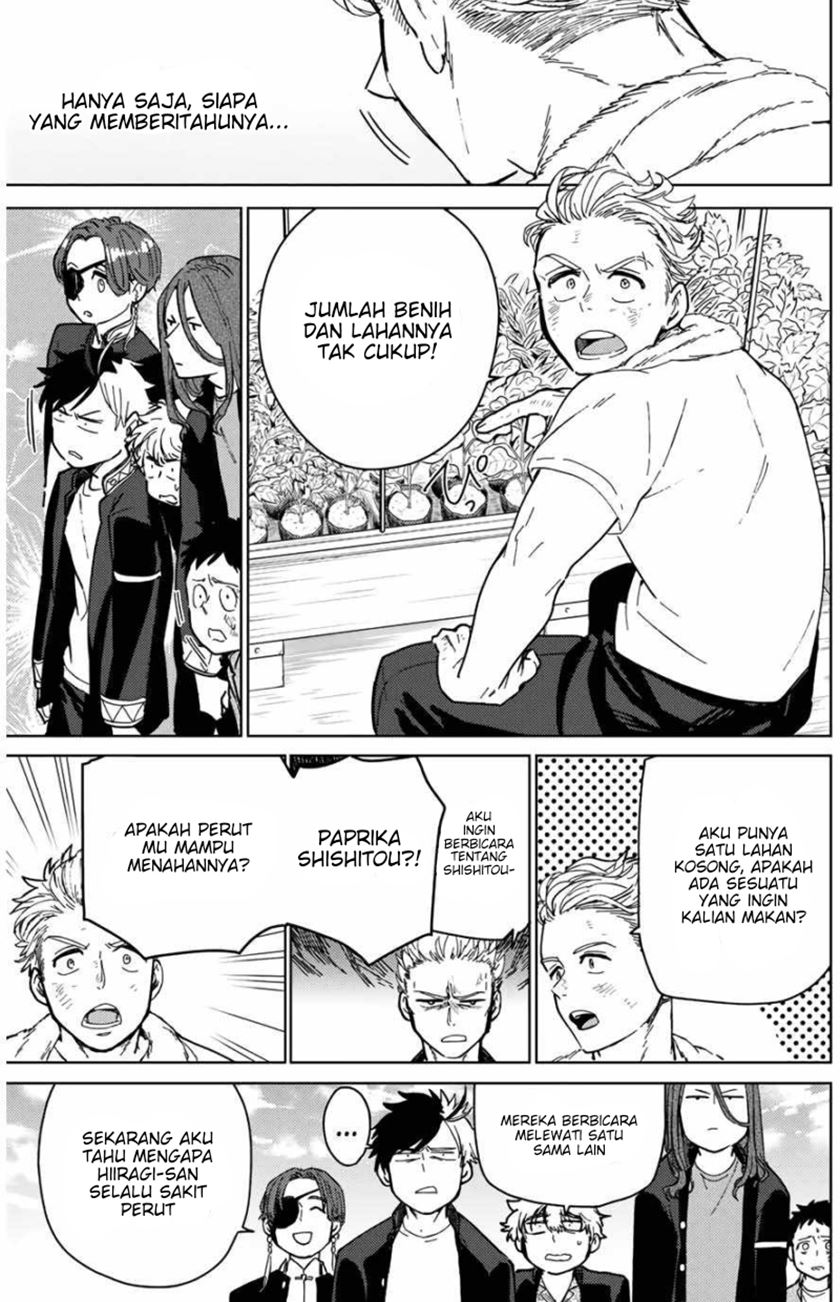 HANYA SAJA, SIAPA
YANG MEMBERITAHUNYA...
JUMLAH BENIH
DAN LAHANNYA
TAK CUKUP!
ぴっ
AKU PUNYA
SATU LAHAN
KOSONG, APAKAH
ADA SESUATU
YANG INGIN
KALIAN MAKAN?
AKU
INGIN
BERBICARA
TENTANG
SHISHITOU-
PAPRIKA
SHISHITOU?!
APAKAH PERUT
MU MAMPU
MENAHANNYA?
MEREKA BERBICARA
MELEWATI SATU
SAMA LAIN
...
SEKARANG AKU
TAHU MENGAPA
HIIRAGI-SAN
SELALU SAKIT
PERUT